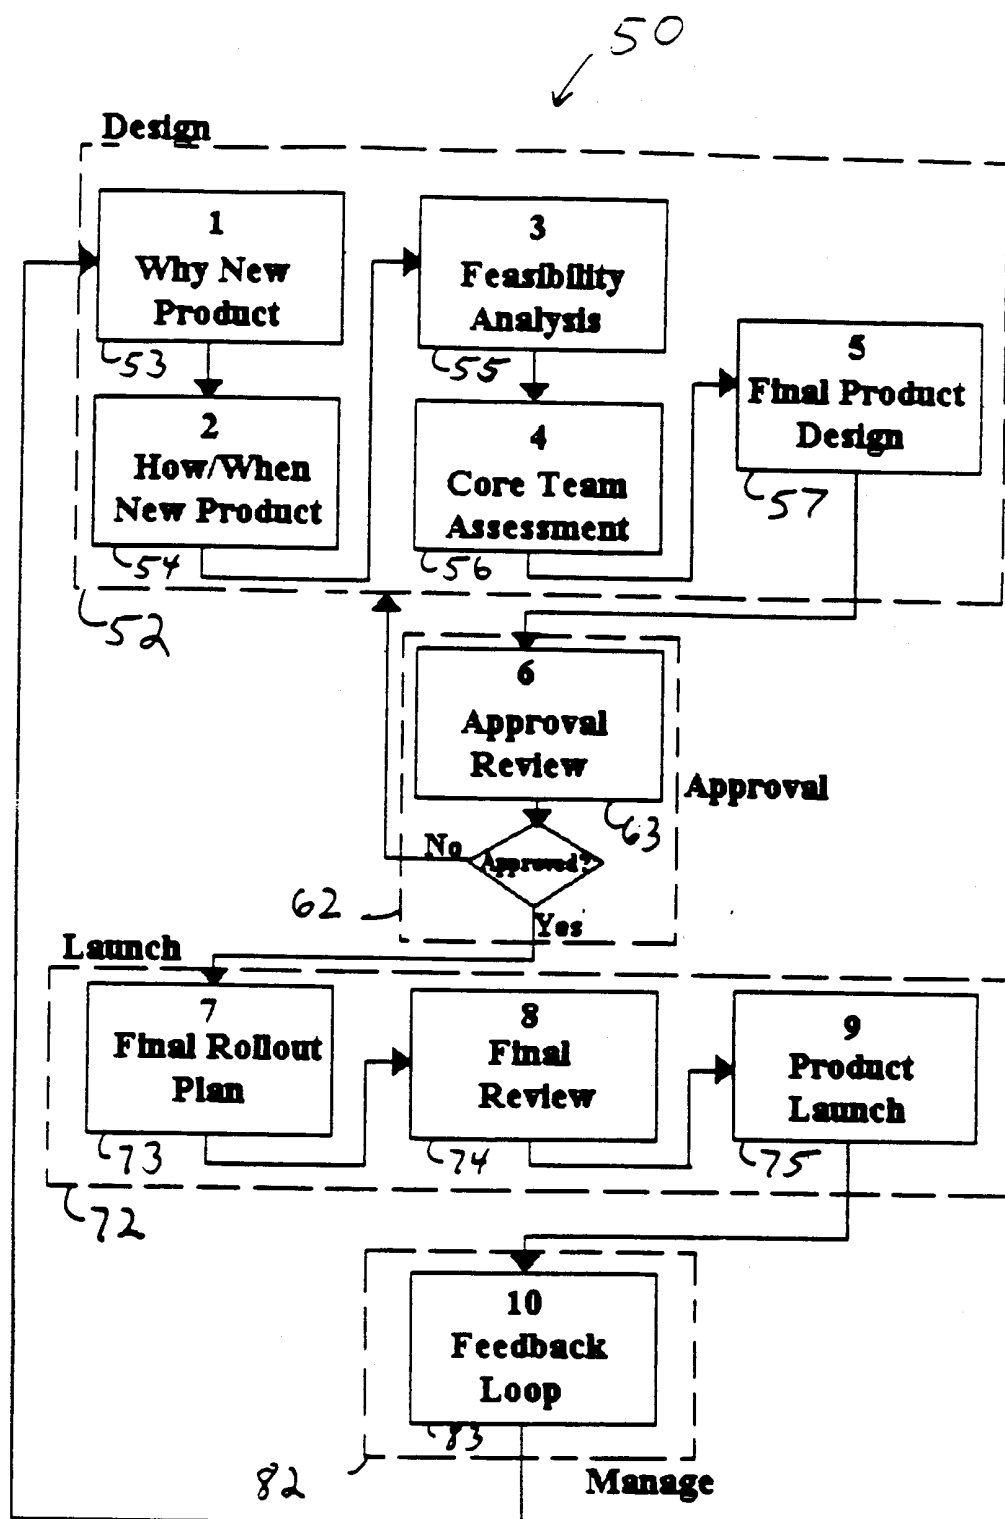 50
Design
1
Why New
Product
53
2
How/When
New Product
54
3
Feasibility
Analysis
55
4
Core Team
Assessment
56
5
Final Product
Design
57
52
6
Approval
Review
63
Approval
Approved?
No
Yes
62
Launch
7
Final Rollout
Plan
73
8
Final
Review
74
9
Product
Launch
75
72
10
Feedback
Loop
83
82
Manage